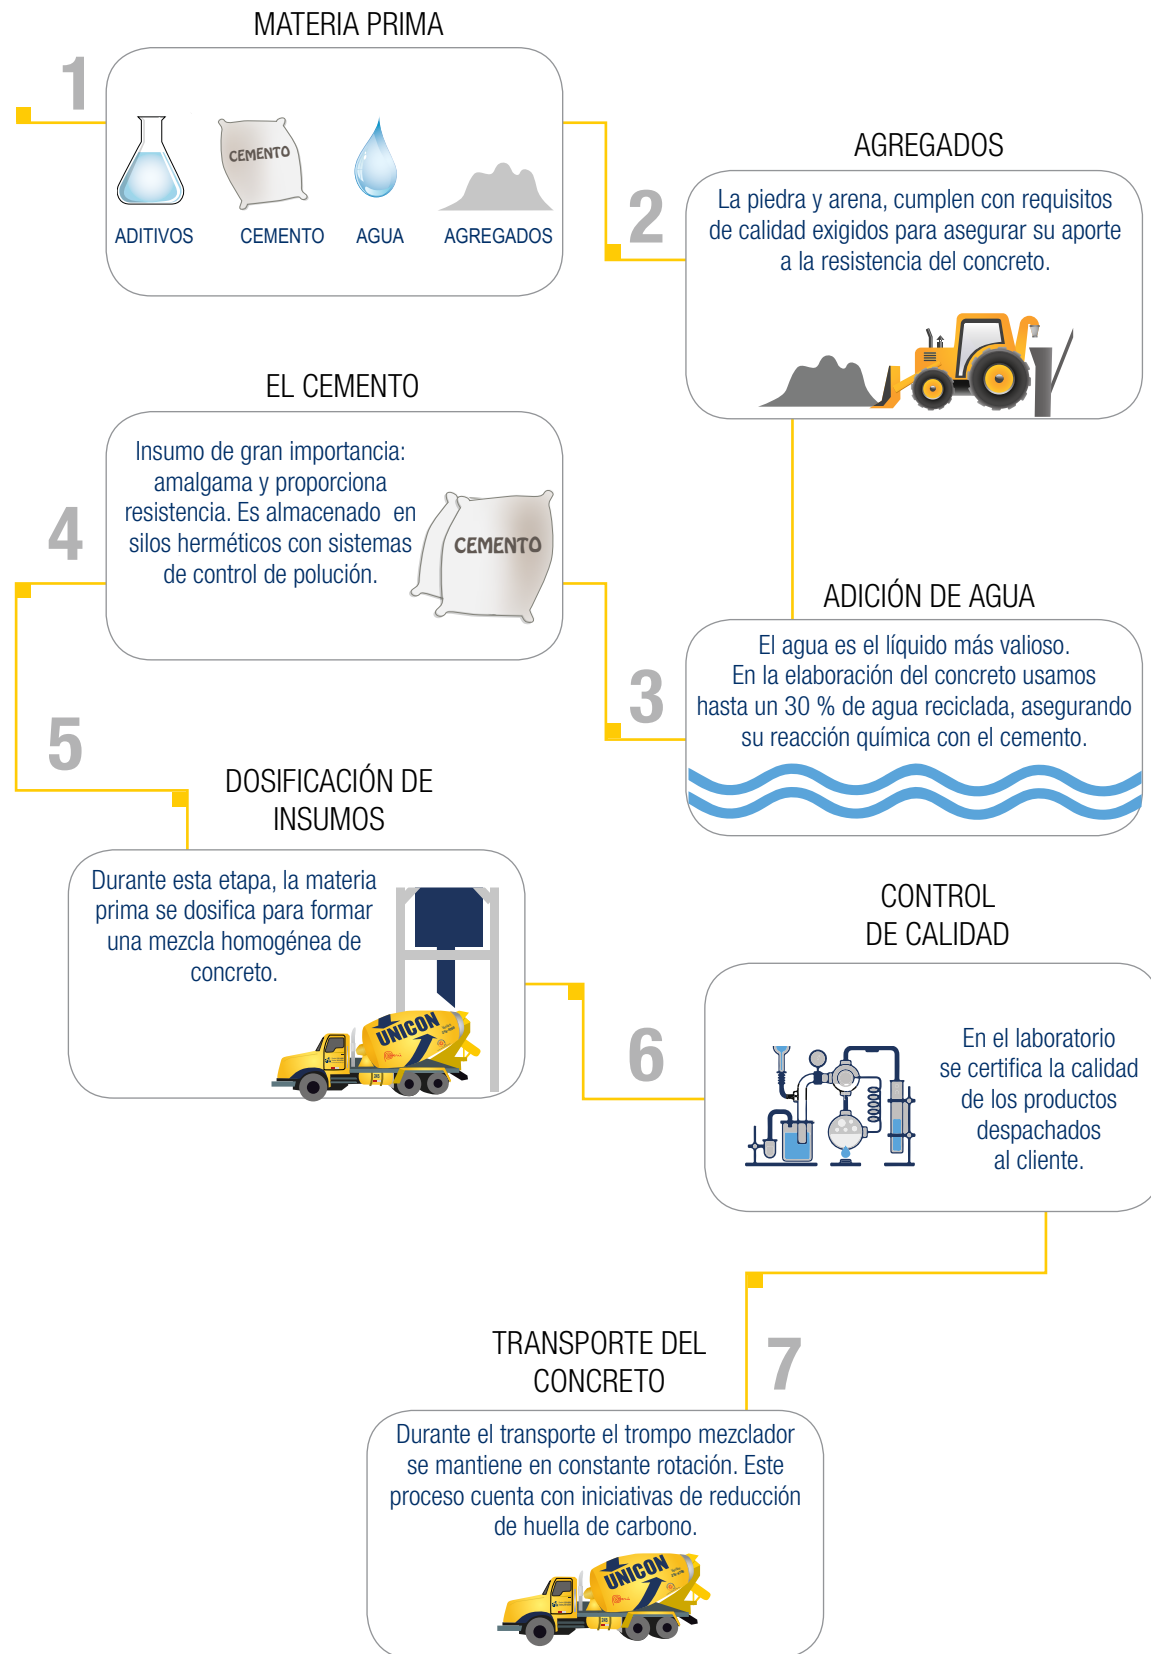 MATERIA PRIMA
1
CEMENTO
ADITIVOS
CEMENTO
AGUA
AGREGADOS
2
AGREGADOS
La piedra y arena, cumplen con requisitos
de calidad exigidos para asegurar su aporte
a la resistencia del concreto.
3
ADICIÓN DE AGUA
El agua es el líquido más valioso.
En la elaboración del concreto usamos
hasta un 30 % de agua reciclada, asegurando
su reacción química con el cemento.
4
EL CEMENTO
Insumo de gran importancia:
amalgama y proporciona
resistencia. Es almacenado en
silos herméticos con sistemas
de control de polución.
CEMENTO
5
DOSIFICACIÓN DE
INSUMOS
Durante esta etapa, la materia
prima se dosifica para formar
una mezcla homogénea de
concreto.
UNICON
6
CONTROL
DE CALIDAD
En el laboratorio
se certifica la calidad
de los productos
despachados
al cliente.
7
TRANSPORTE DEL
CONCRETO
Durante el transporte el trompo mezclador
se mantiene en constante rotación. Este
proceso cuenta con iniciativas de reducción
de huella de carbono.
UNICON